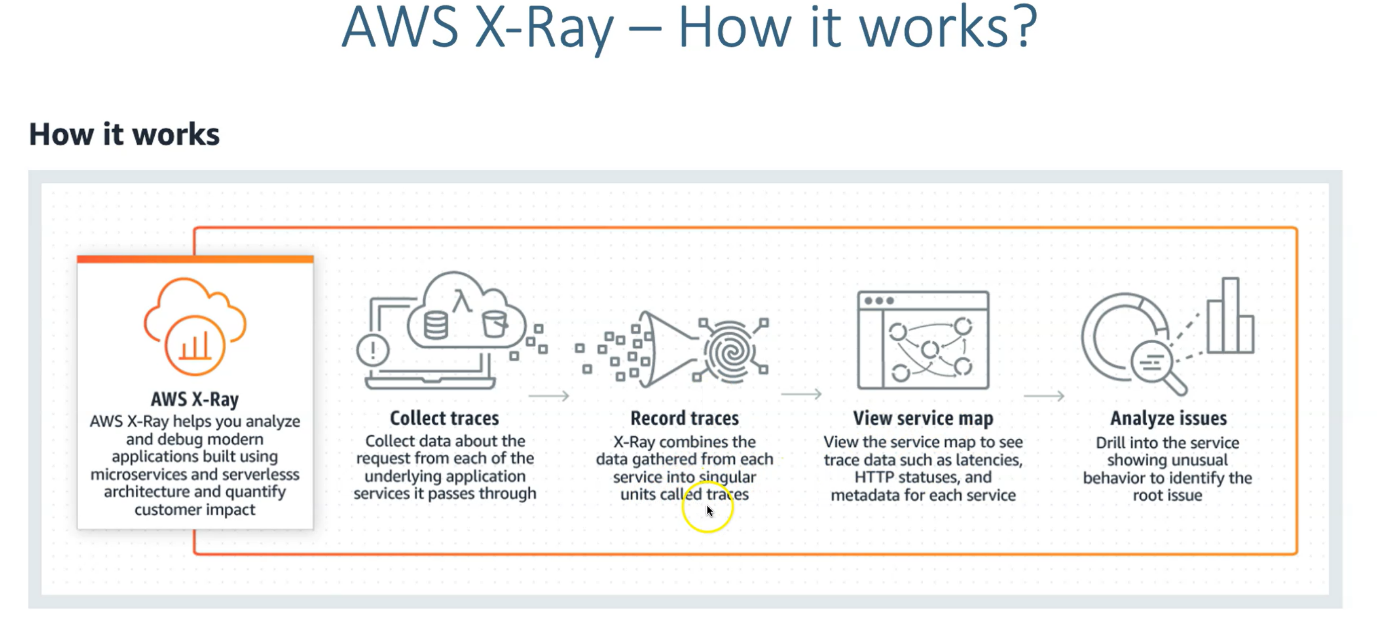 AWS X-Ray – How it works?
How it works
AWS X-Ray
AWS X-Ray helps you analyze
and debug modern
applications built using
microservices and serverlesss
architecture and quantify
customer impact
Collect traces
Collect data about the
request from each of the
underlying application
services it passes through
Record traces
X-Ray combines the
data gathered from each
service into singular
units called traces
View service map
View the service map to see
trace data such as latencies,
HTTP statuses, and
metadata for each service
Analyze issues
Drill into the service
showing unusual
behavior to identify the
root issue